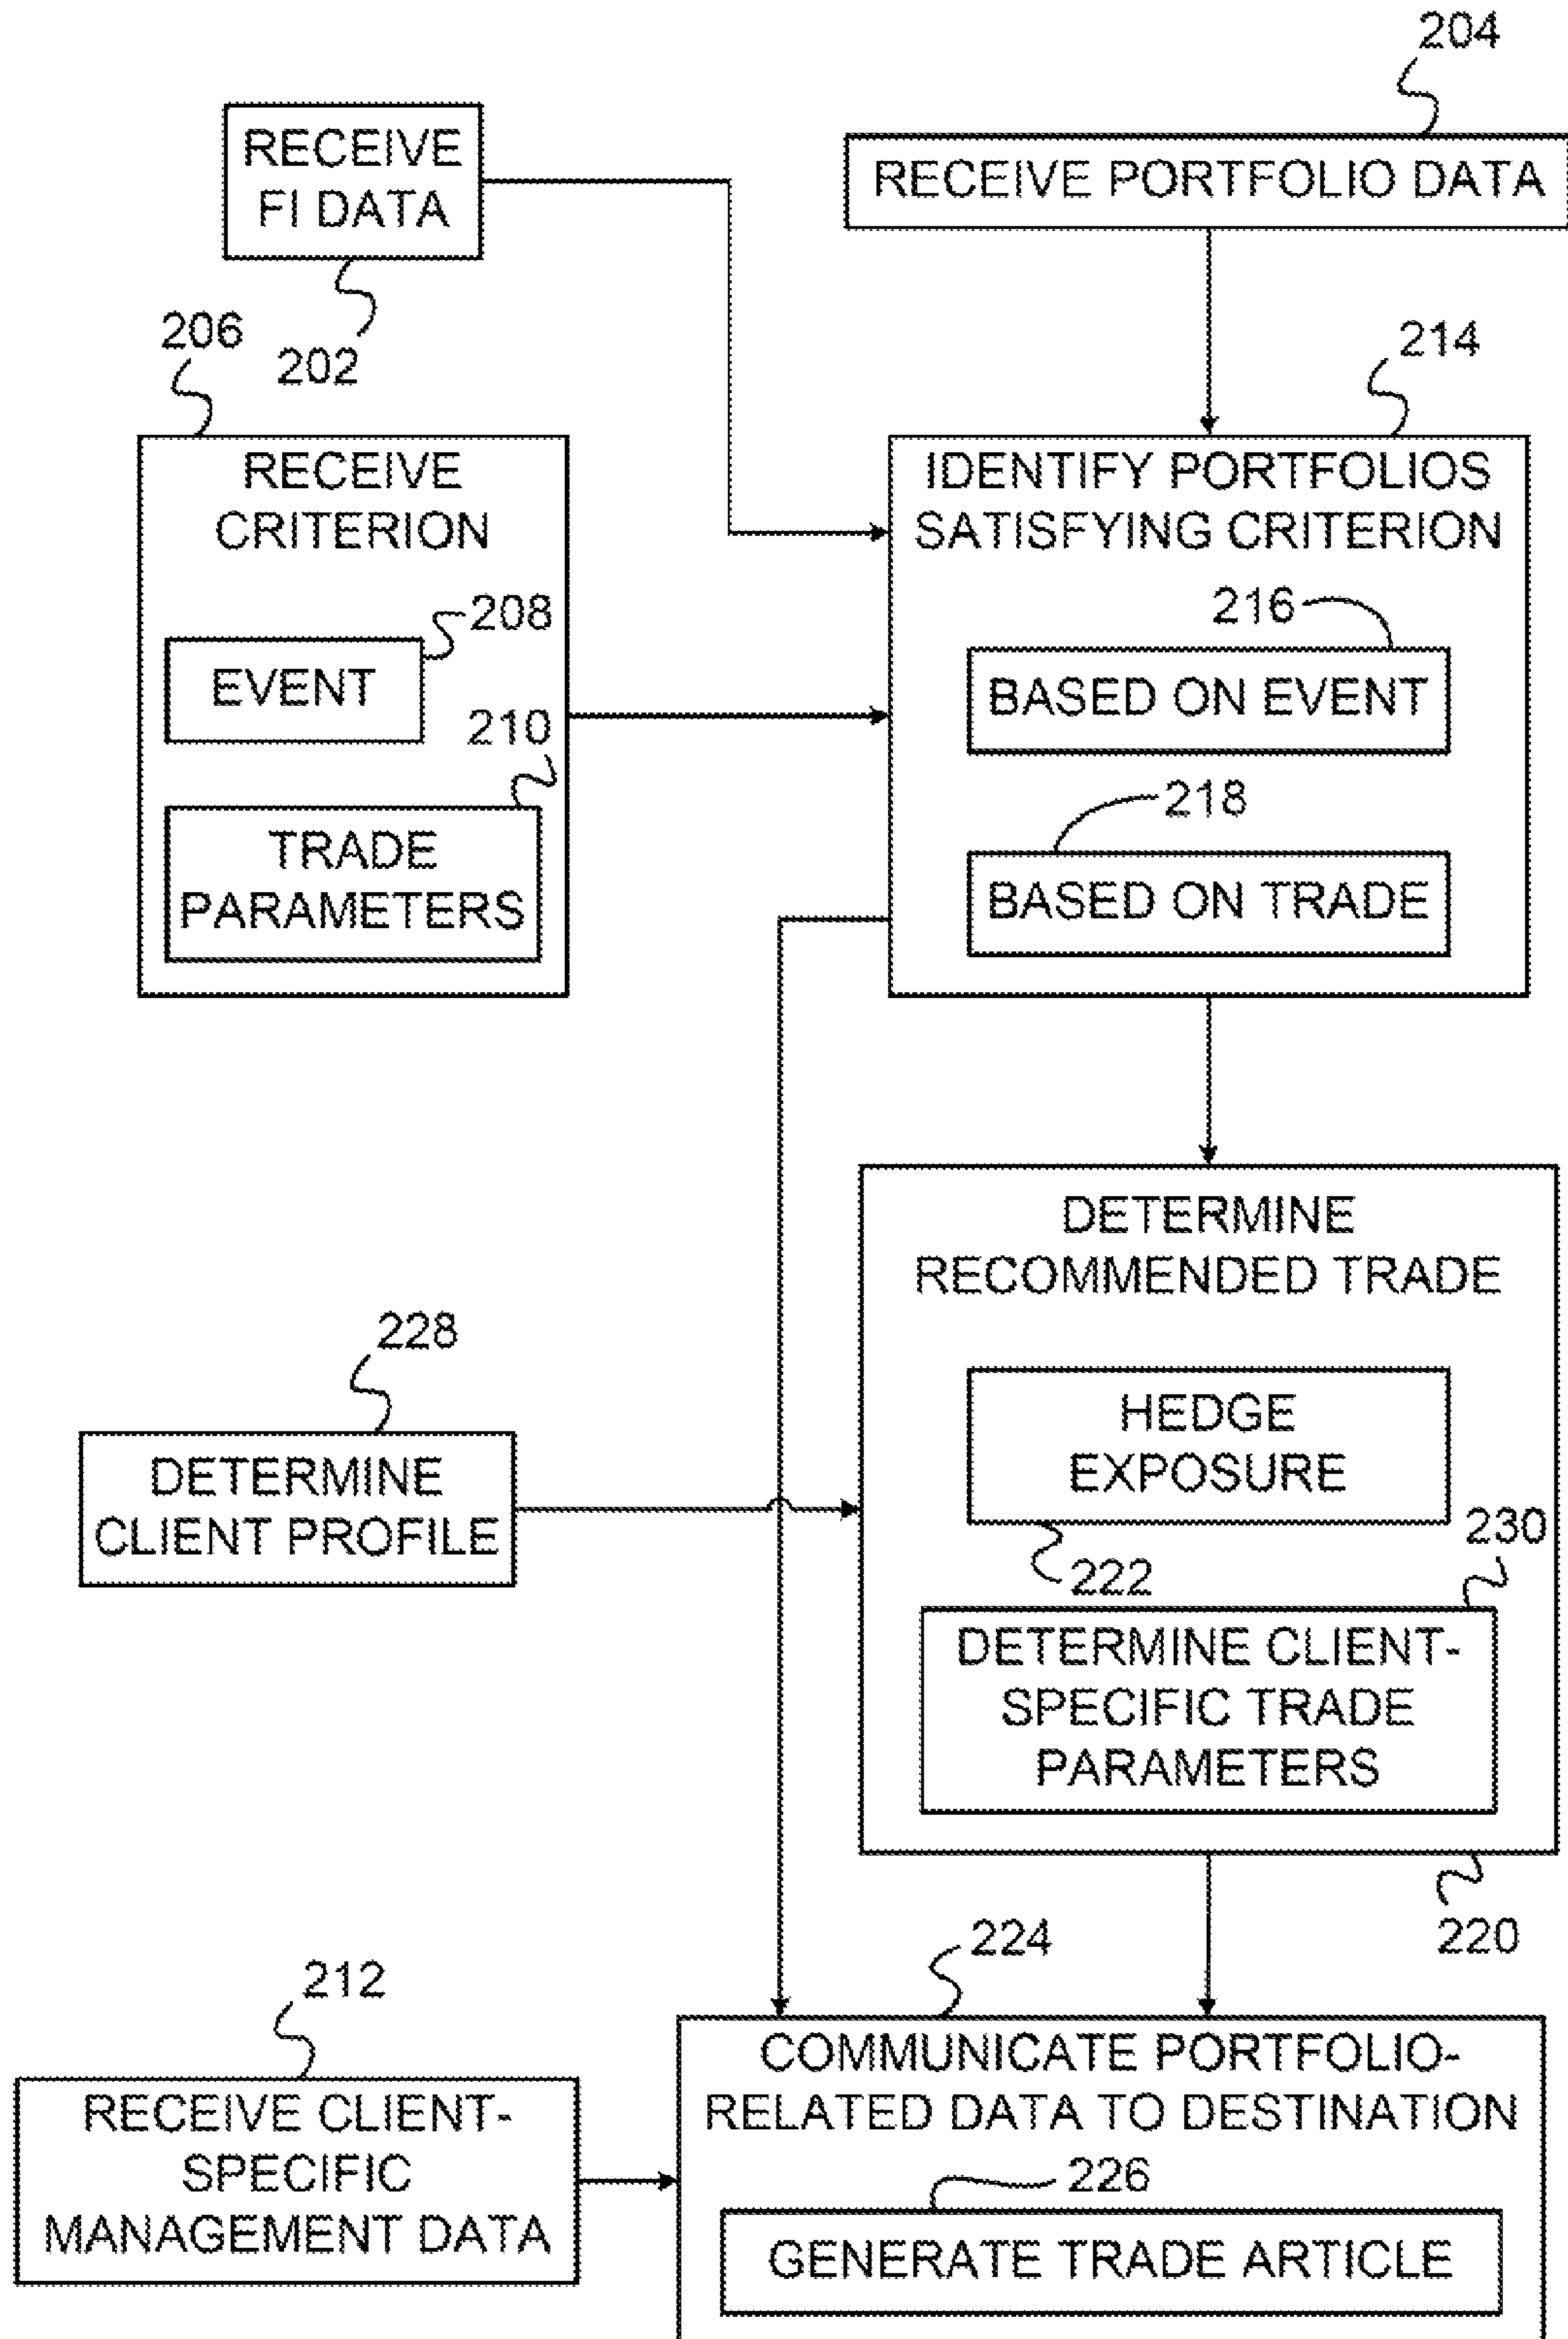 204
RECEIVE
FI DATA
RECEIVE PORTFOLIO DATA
206
202
214
RECEIVE
CRITERION
IDENTIFY PORTFOLIOS
SATISFYING CRITERION
208
EVENT
216
BASED ON EVENT
210
TRADE
PARAMETERS
218
BASED ON TRADE
DETERMINE
RECOMMENDED TRADE
228
HEDGE
EXPOSURE
DETERMINE
CLIENT PROFILE
222
230
DETERMINE CLIENT-
SPECIFIC TRADE
PARAMETERS
220
224
212
COMMUNICATE PORTFOLIO-
RELATED DATA TO DESTINATION
RECEIVE CLIENT-
SPECIFIC
MANAGEMENT DATA
226
GENERATE TRADE ARTICLE